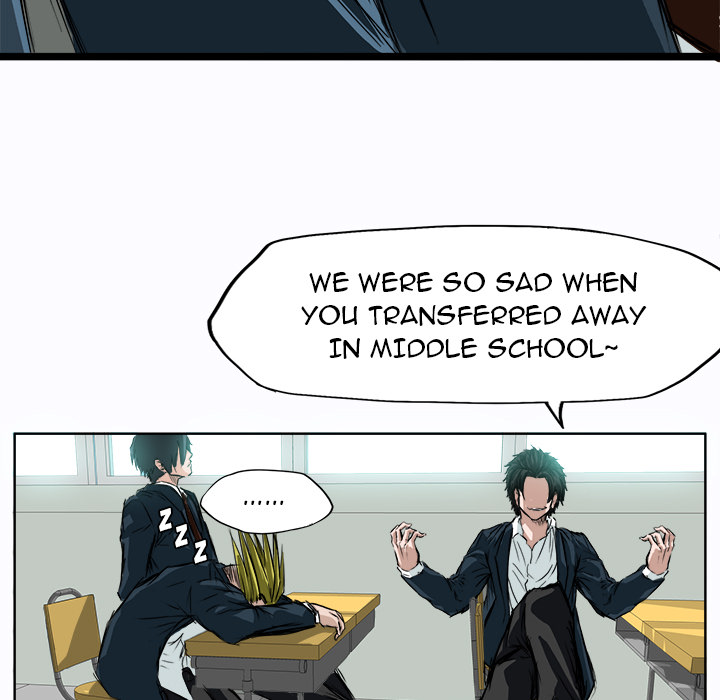 WE WERE SO SAD WHEN
YOU TRANSFERRED AWAY
IN MIDDLE SCHOOL~
......
Z
Z
Z